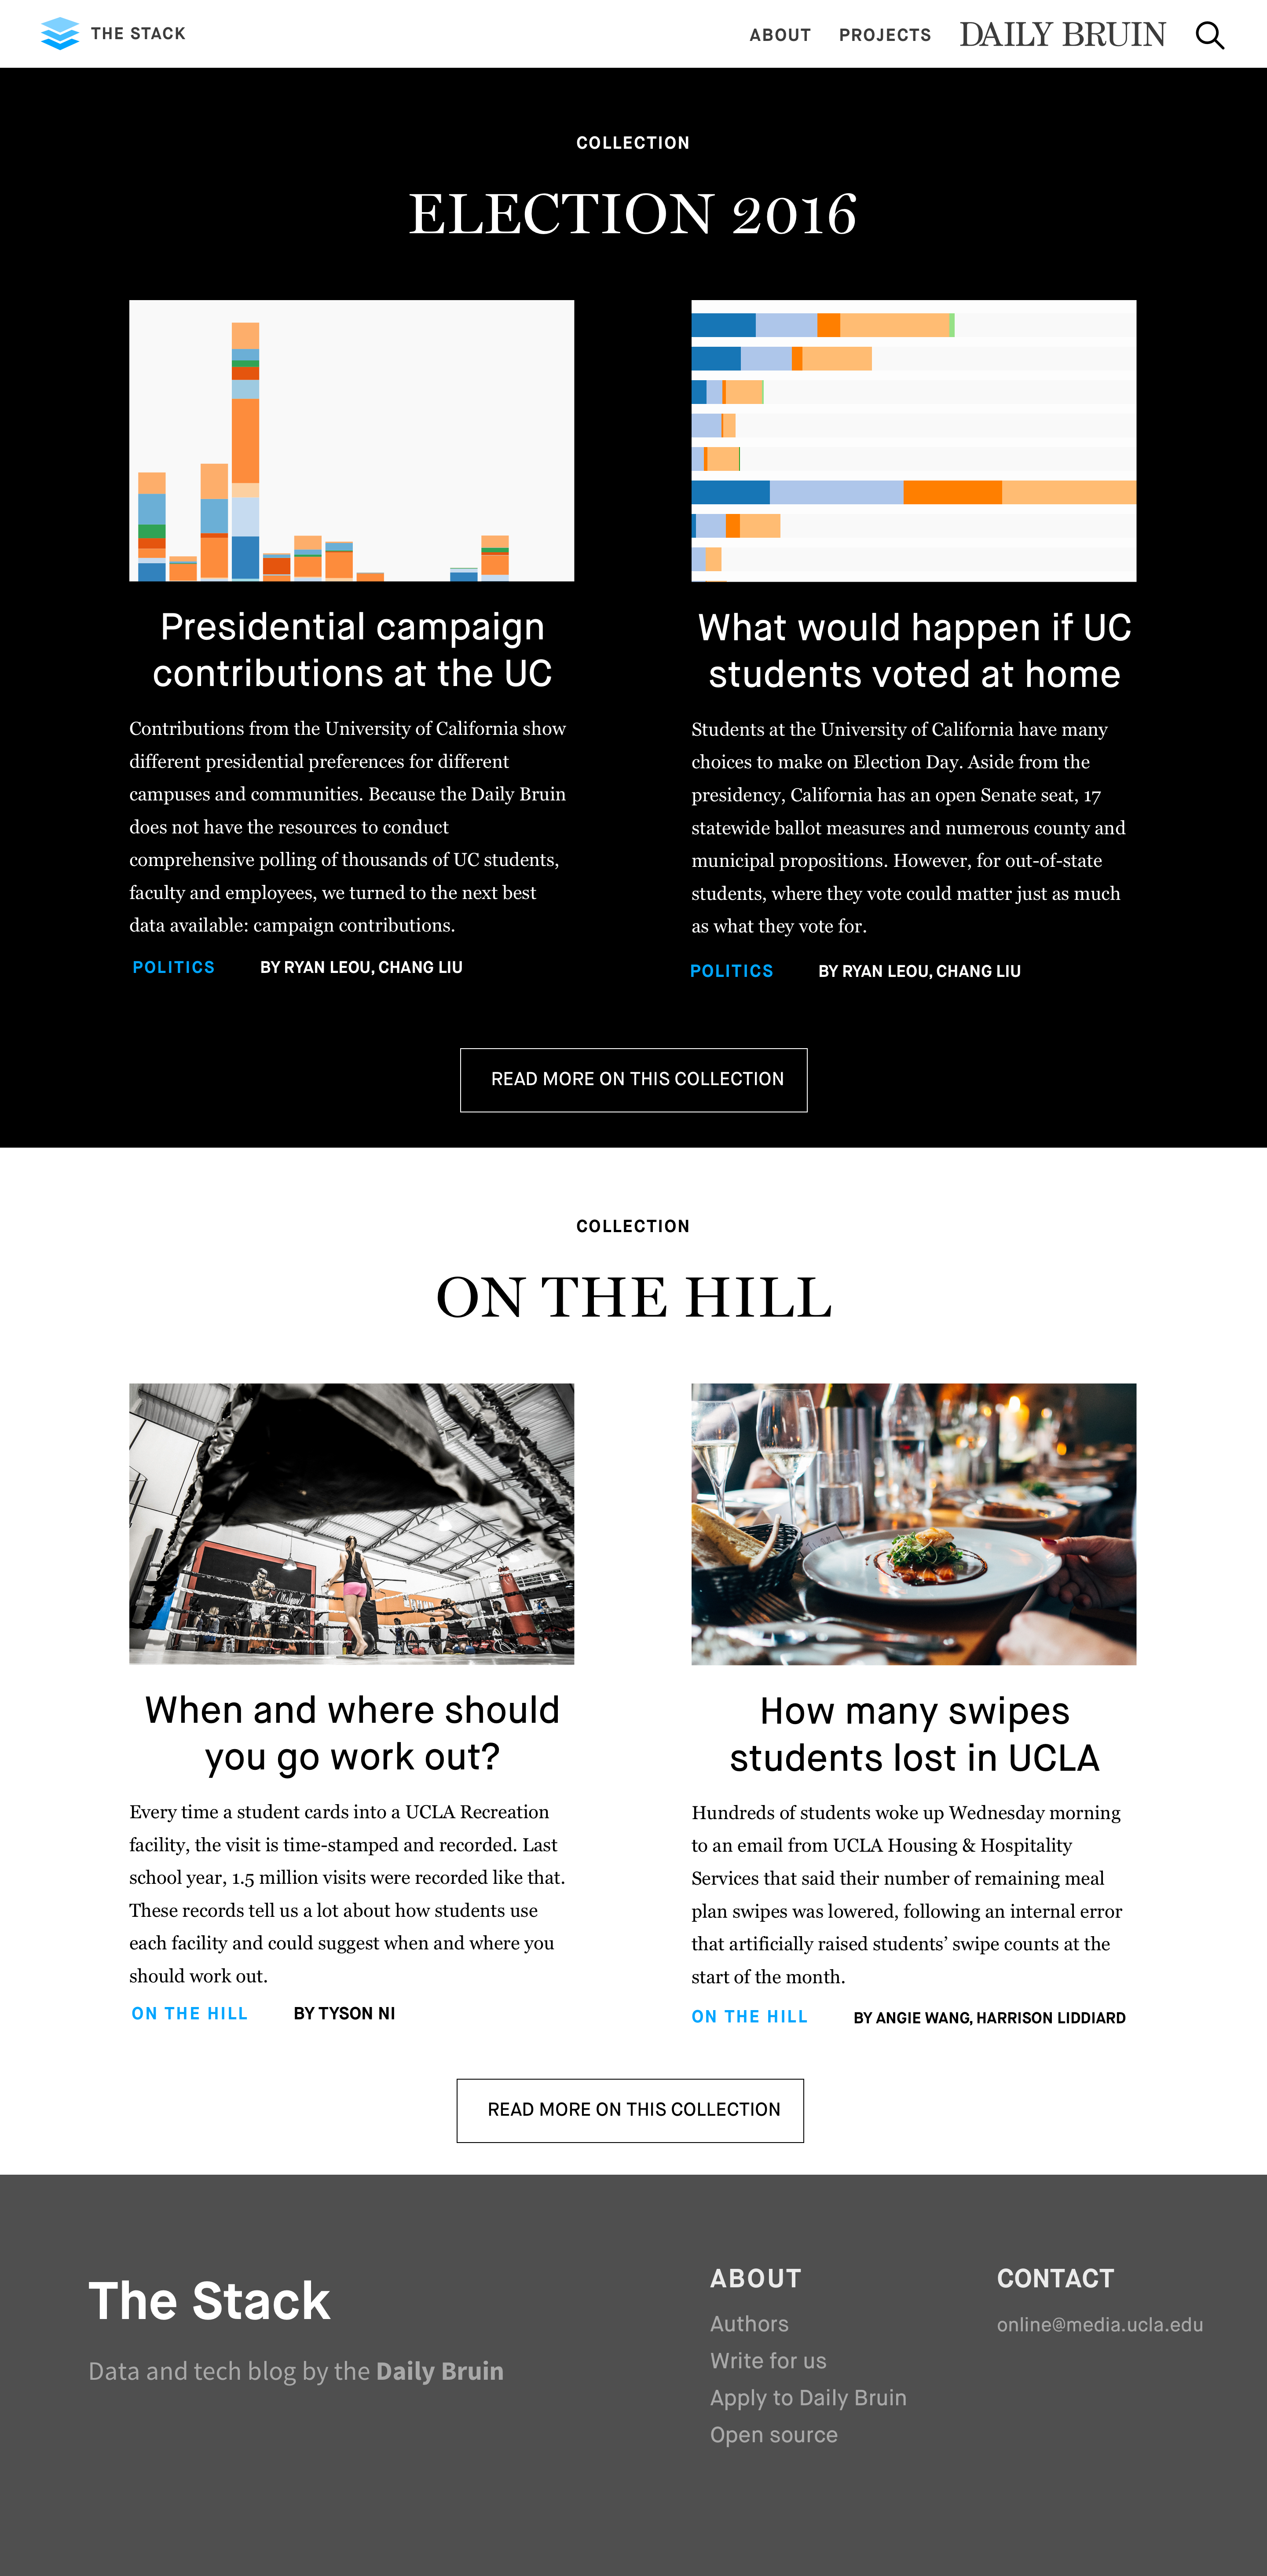 THE STACK
ABOUT
PROJECTS
DAILY BRUIN
COLLECTION
ELECTION 2016
Presidential campaign
contributions at the UC
Contributions from the University of California show
different presidential preferences for different
campuses and communities. Because the Daily Bruin
does not have the resources to conduct
comprehensive polling of thousands of UC students,
faculty and employees, we turned to the next best
data available: campaign contributions.
POLITICS
BY RYAN LEOU, CHANG LIU
What would happen if UC
students voted at home
Students at the University of California have many
choices to make on Election Day. Aside from the
presidency, California has an open Senate seat, 17
statewide ballot measures and numerous county and
municipal propositions. However, for out-of-state
students, where they vote could matter just as much
as what they vote for.
POLITICS
BY RYAN LEOU, CHANG LIU
READ MORE ON THIS COLLECTION
COLLECTION
ON THE HILL
When and where should
you go work out?
Every time a student cards into a UCLA Recreation
facility, the visit is time-stamped and recorded. Last
school year, 1.5 million visits were recorded like that.
These records tell us a lot about how students use
each facility and could suggest when and where you
should work out.
ON THE HILL
BY TYSON NI
How many swipes
students lost in UCLA
Hundreds of students woke up Wednesday morning
to an email from UCLA Housing & Hospitality
Services that said their number of remaining meal
plan swipes was lowered, following an internal error
that artificially raised students’ swipe counts at the
start of the month.
ON THE HILL
BY ANGIE WANG, HARRISON LIDDIARD
READ MORE ON THIS COLLECTION
The Stack
Data and tech blog by the Daily Bruin
ABOUT
Authors
Write for us
Apply to Daily Bruin
Open source
CONTACT
online@media.ucla.edu